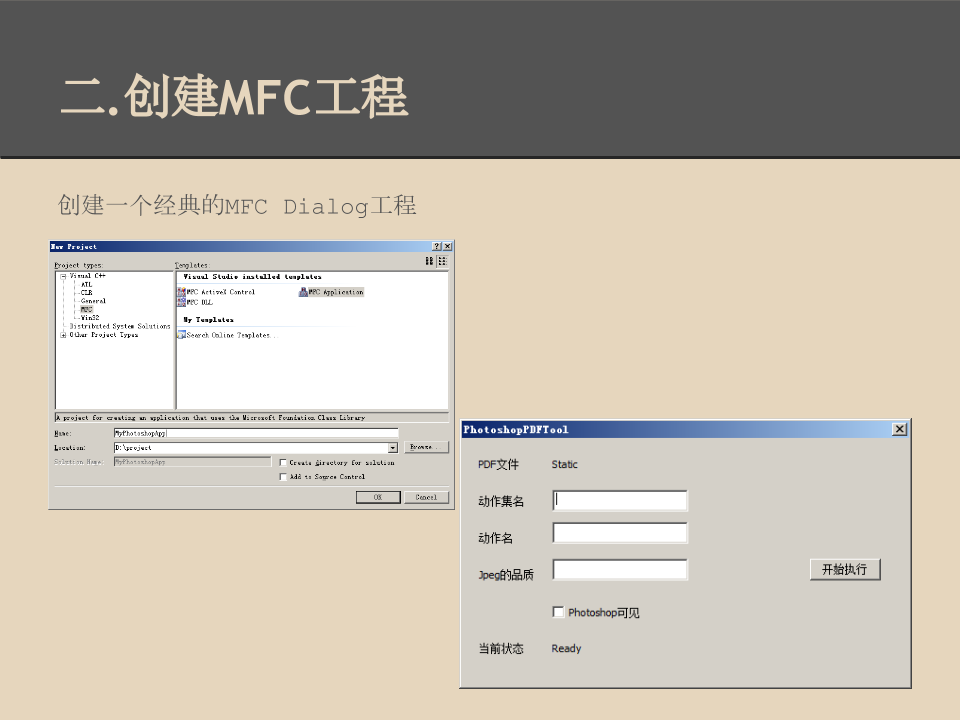 二.创建MFC工程
创建一个经典的MFC Dialog工程
New Project
Project types:
Templates:
Visual C++
ATL
CLR
General
MFC
Win32
Distributed System Solutions
Other Project Types
Visual Studio installed templates
MFC ActiveX Control
MFC Application
MFC DLL
My Templates
Search Online Templates...
A project for creating an application that uses the Microsoft Foundation Class Library
Name:
MyPhotoshopApp
Location:
D:\project
Browse...
Solution Name:
MyPhotoshopApp
Create directory for solution
Add to Source Control
OK
Cancel
PhotoshopPDFTool
PDF文件
Static
动作集名
动作名
Jpeg的品质
开始执行
Photoshop可见
当前状态
Ready